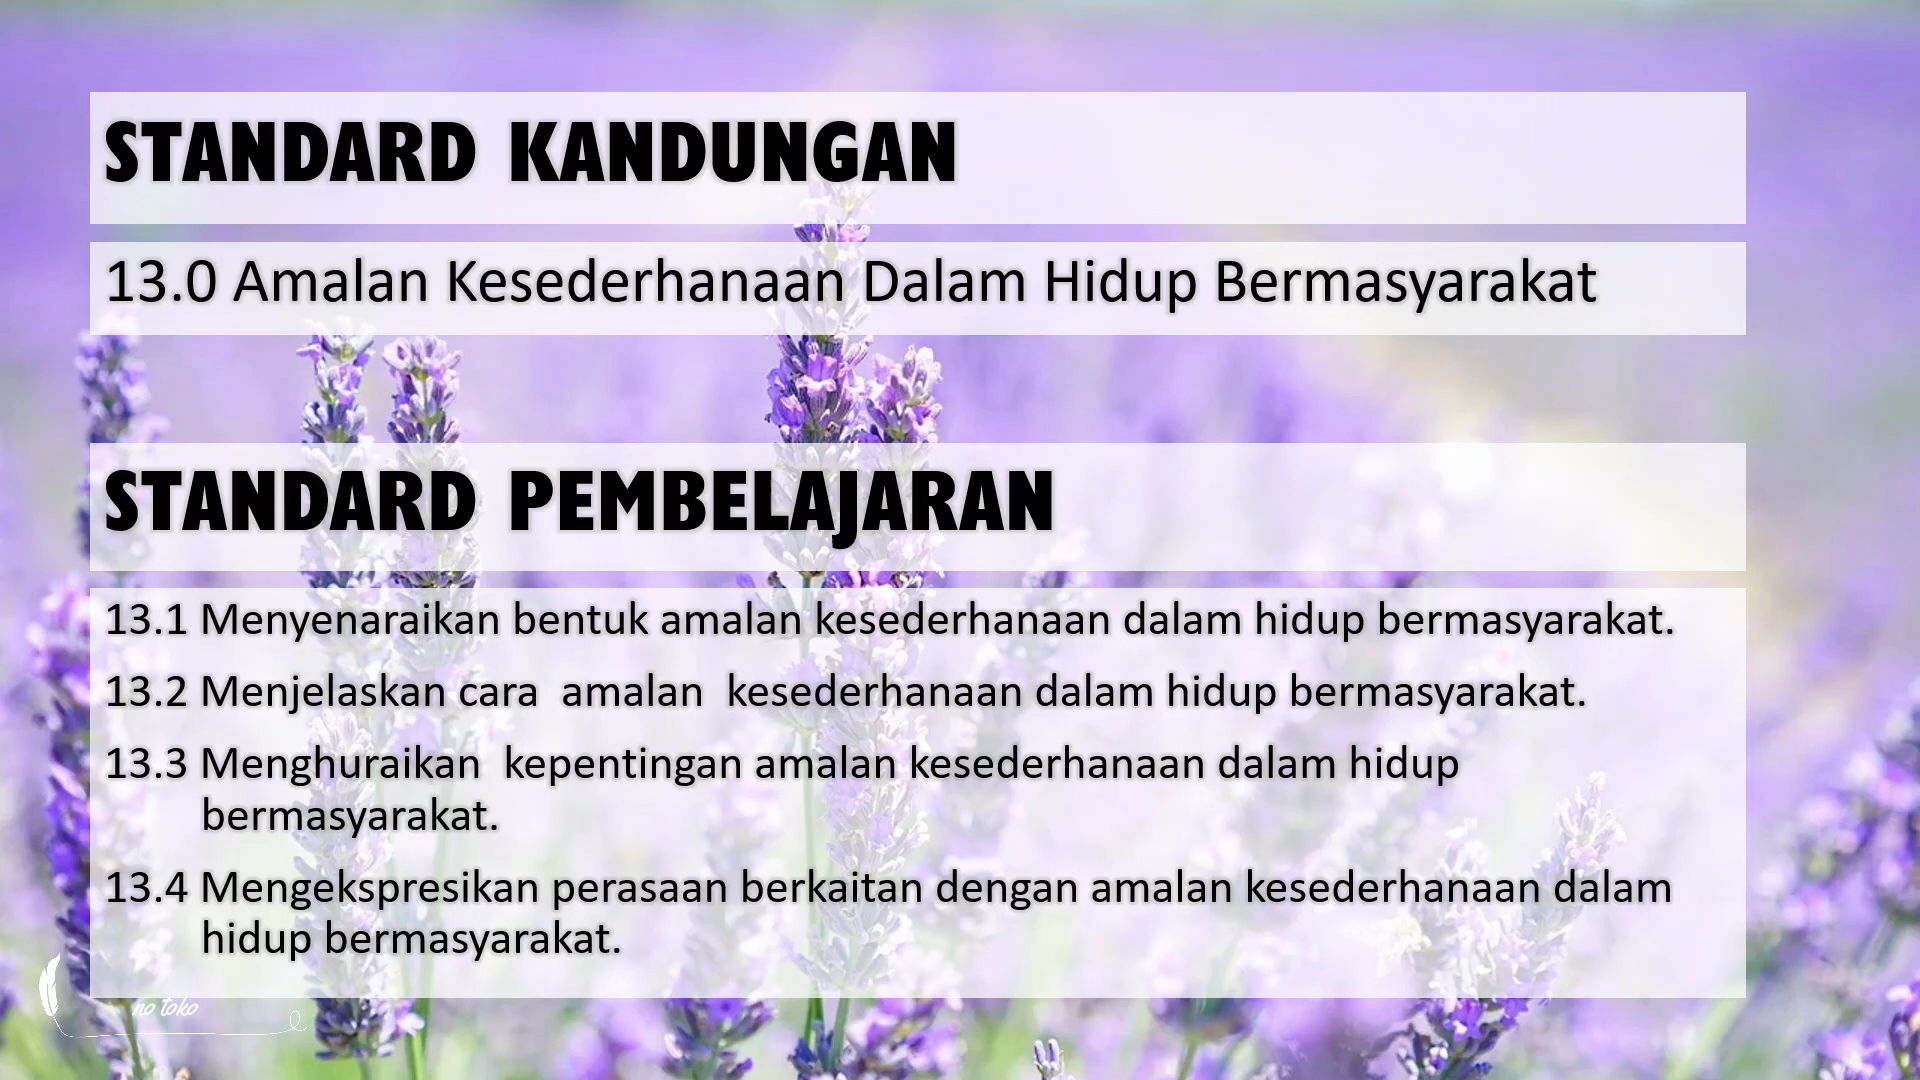 STANDARD KANDUNGAN
13.0 Amalan Kesederhanaan Dalam Hidup Bermasyarakat
STANDARD PEMBELAJARAN
13.1 Menyenaraikan bentuk amalan kesederhanaan dalam hidup bermasyarakat.
13.2 Menjelaskan cara amalan kesederhanaan dalam hidup bermasyarakat.
13.3 Menghuraikan kepentingan amalan kesederhanaan dalam hidup
bermasyarakat.
13.4 Mengekspresikan perasaan berkaitan dengan amalan kesederhanaan dalam
hidup bermasyarakat.
no toko